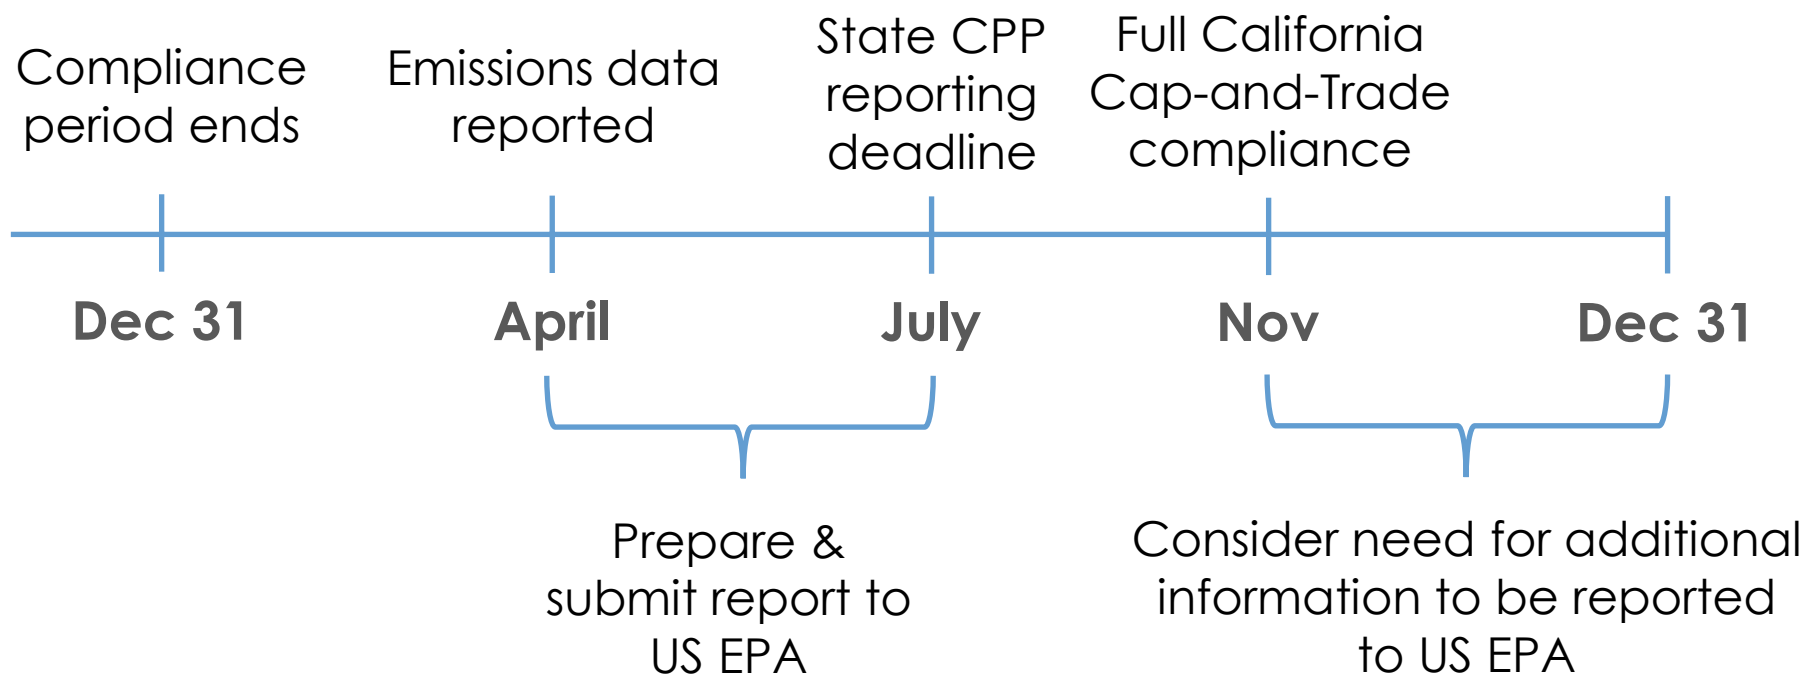 Compliance
period ends
Emissions data
reported
State CPP
reporting
deadline
Full California
Cap-and-Trade
compliance
Dec 31
April
July
Nov
Dec 31
Prepare &
submit report to
US EPA
Consider need for additional
information to be reported
to US EPA